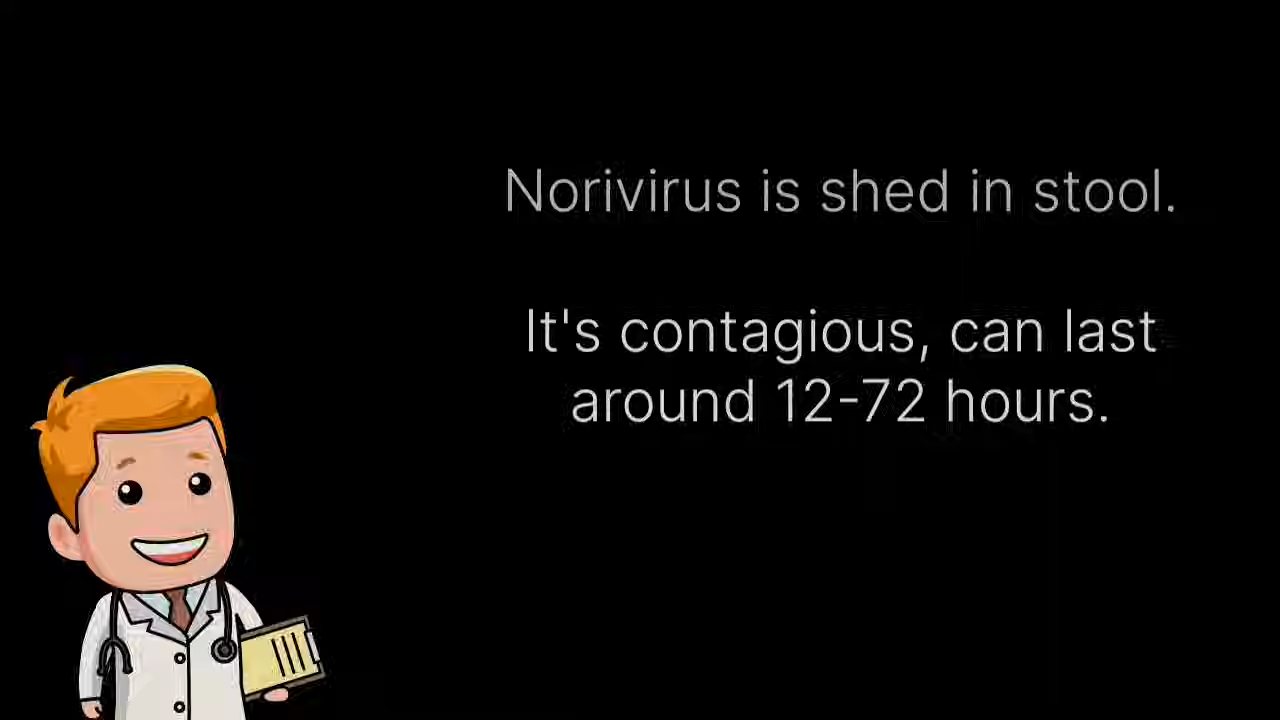 Norivirus is shed in stool.
It's contagious, can last
around 12-72 hours.